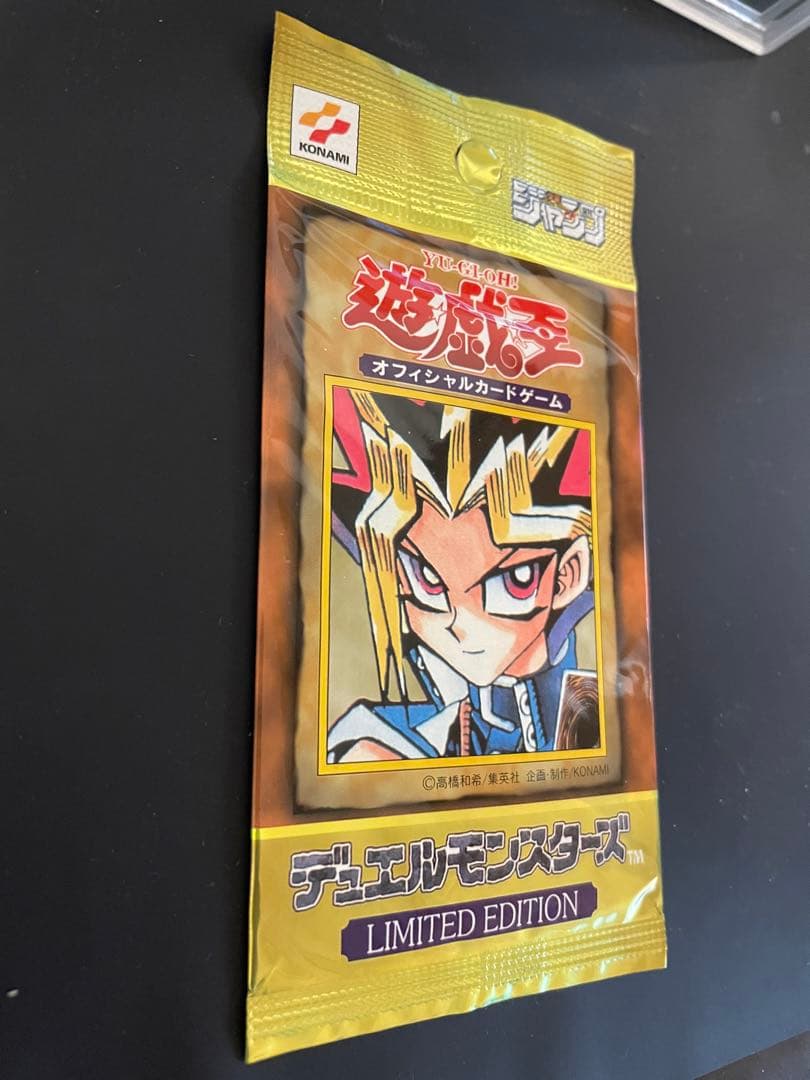 KONAMI
ジャンプ
YU-GI-OH!
遊戯王
オフィシャルカードゲーム
©高橋和希/集英社 企画・制作/KONAMI
デュエルモンスターズ™
LIMITED EDITION